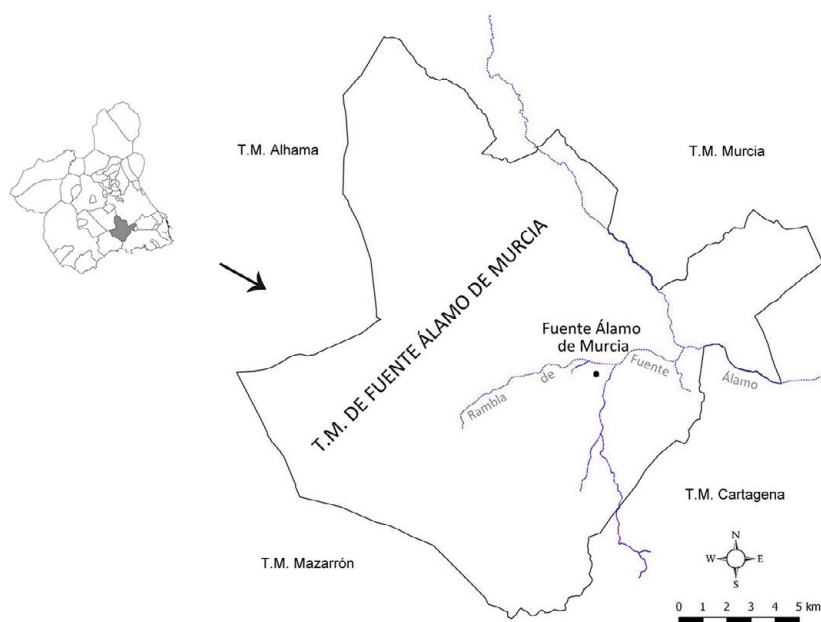 T.M. Alhama
T.M. Murcia
T.M. DE FUENTE ÁLAMO DE MURCIA
Fuente Álamo
de Murcia
Rambla de Fuente Álamo
T.M. Cartagena
T.M. Mazarrón
N
W E
S
0 1 2 3 4 5 km